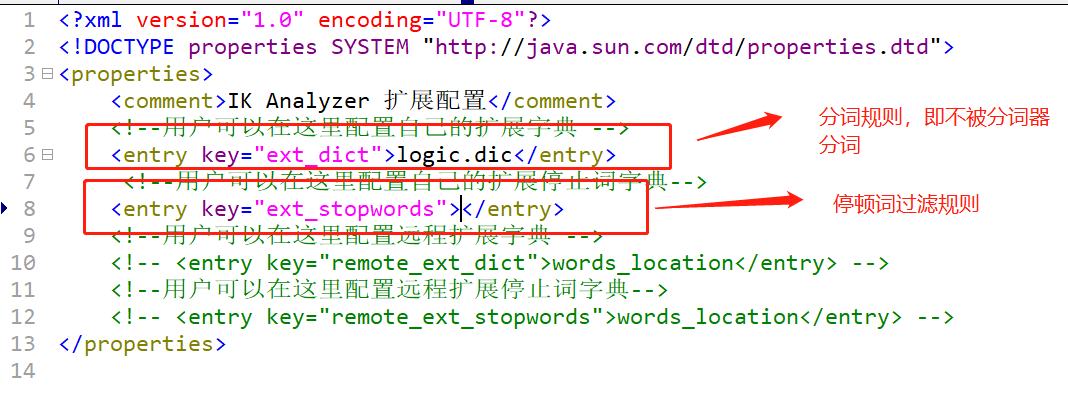 1 <?xml version="1.0" encoding="UTF-8"?>
2 <!DOCTYPE properties SYSTEM "http://java.sun.com/dtd/properties.dtd">
3 <properties>
4 <comment>IK Analyzer 扩展配置</comment>
5 <!--用户可以在这里配置自己的扩展字典 -->
6 <entry key="ext_dict">logic.dic</entry>
分词规则，即不被分词器
分词
7 <!--用户可以在这里配置自己的扩展停止词字典-->
8 <entry key="ext_stopwords"></entry>
停顿词过滤规则
9 <!--用户可以在这里配置远程扩展字典 -->
10 <!-- <entry key="remote_ext_dict">words_location</entry> -->
11 <!--用户可以在这里配置远程扩展停止词字典-->
12 <!-- <entry key="remote_ext_stopwords">words_location</entry> -->
13 </properties>
14